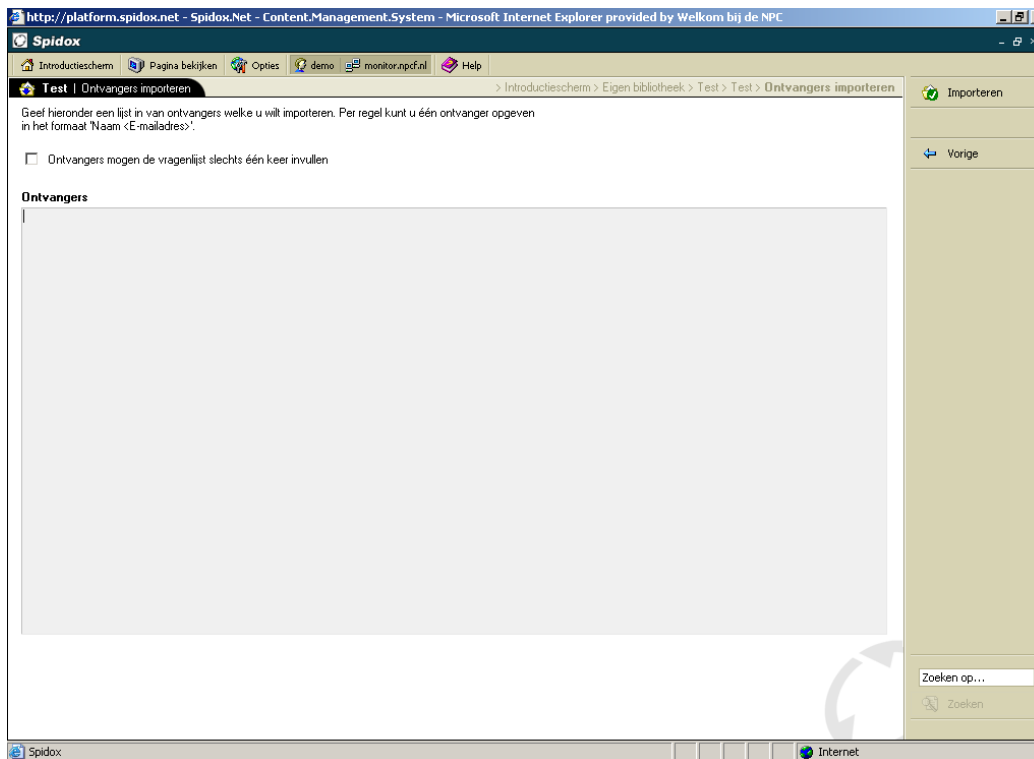 http://platform.spidox.net - Spidox.Net - Content.Management.System - Microsoft Internet Explorer provided by Welkom bij de NPC
Spidox
Introductiescherm Pagina bekijken Opties demo monitor.npcf.nl Help
Test | Ontvangers importeren
> Introductiescherm > Eigen bibliotheek > Test > Test > Ontvangers importeren
Importeren
Geef hieronder een lijst in van ontvangers welke u wilt importeren. Per regel kunt u één ontvanger opgeven
in het formaat 'Naam <E-mailadres>'.
Vorige
Ontvangers mogen de vragenlijst slechts één keer invullen
Ontvangers
Zoeken op...
Zoeken
Spidox
Internet